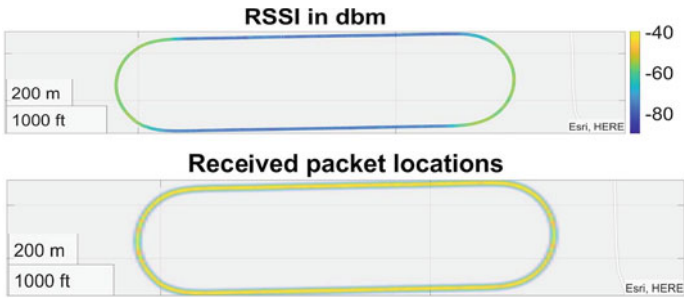 RSSI in dbm
-40
-60
-80
200 m
1000 ft
Esri, HERE
Received packet locations
200 m
1000 ft
Esri, HERE